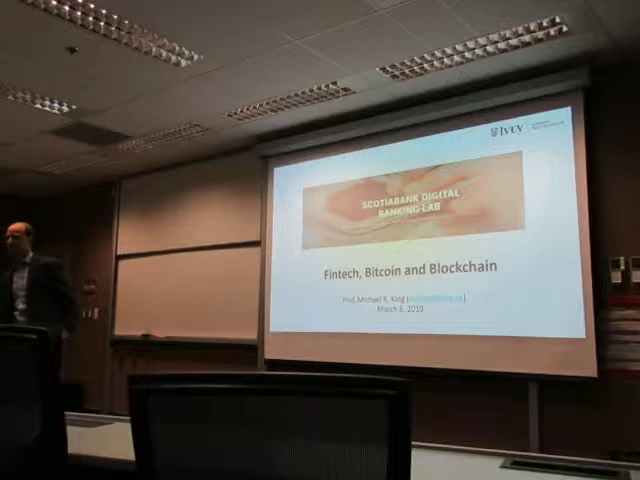 IVEY
SCOTIABANK DIGITAL
BANKING LAB
Fintech, Bitcoin and Blockchain
Prof. Michael R. King
March 8, 2019